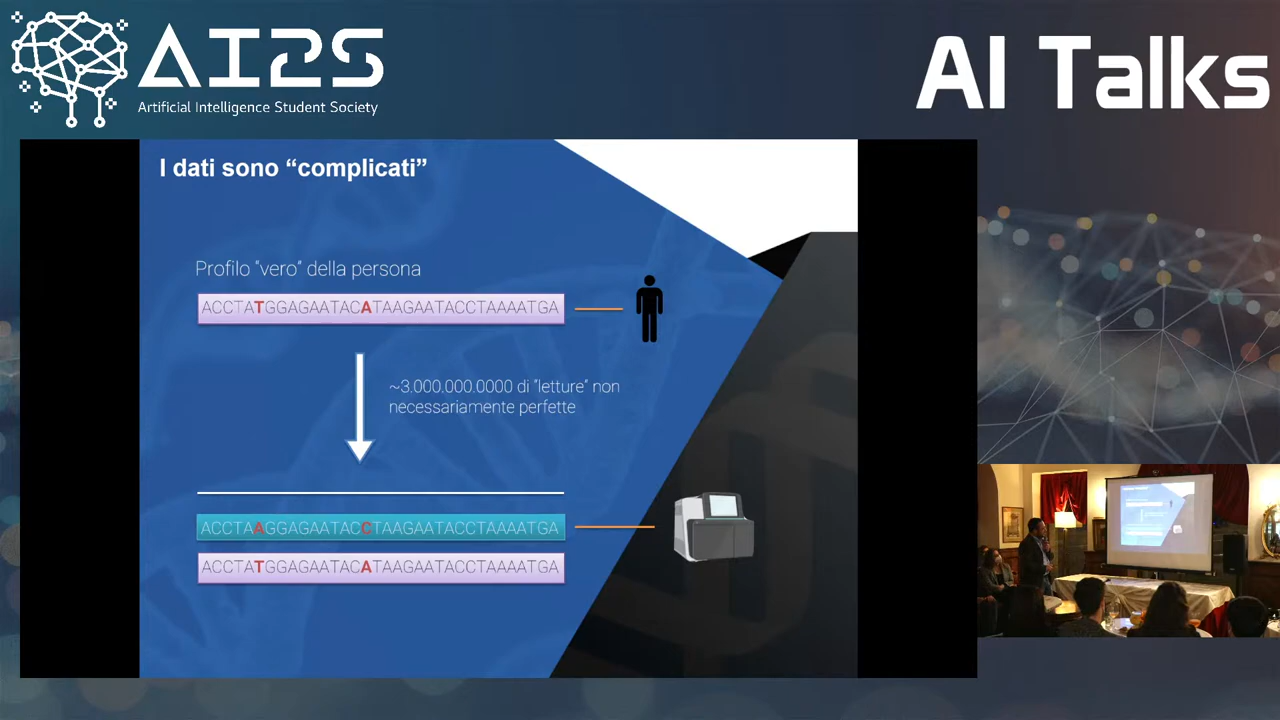 AI2S
Artificial Intelligence Student Society
AI Talks
I dati sono “complicati”
Profilo “vero” della persona
ACCTATGGAGAATACATAAGAATACCTAAAATGA
~3.000.000.0000 di “letture” non
necessariamente perfette
ACCTAAGGAGAATACCTAAGAATACCTAAAATGA
ACCTATGGAGAATACATAAGAATACCTAAAATGA